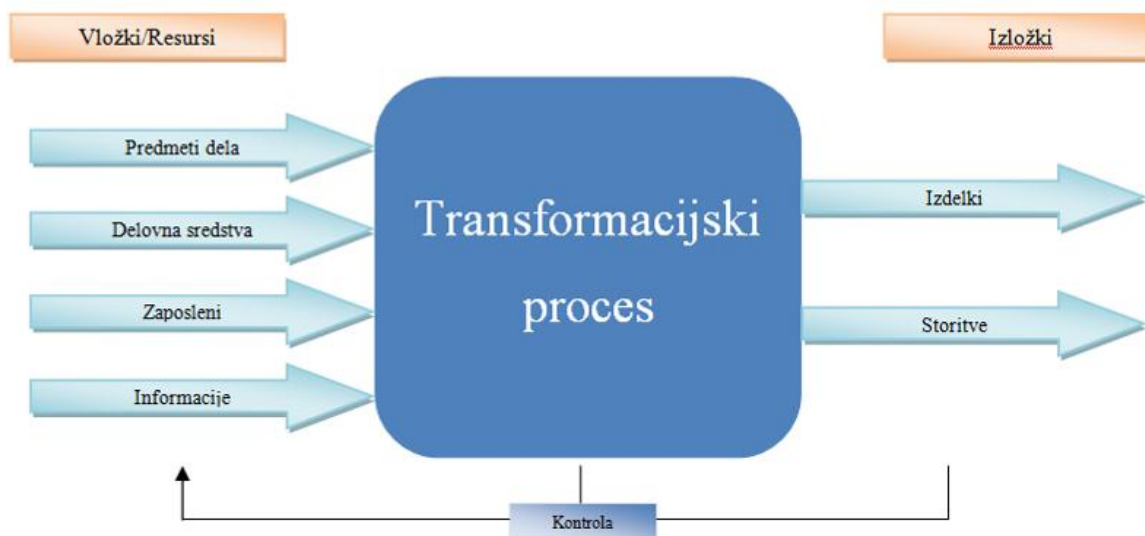 Vložki/Resursi
Izložki
Predmeti dela
Delovna sredstva
Zaposleni
Informacije
Transformacijski
proces
Izdelki
Storitve
Kontrola